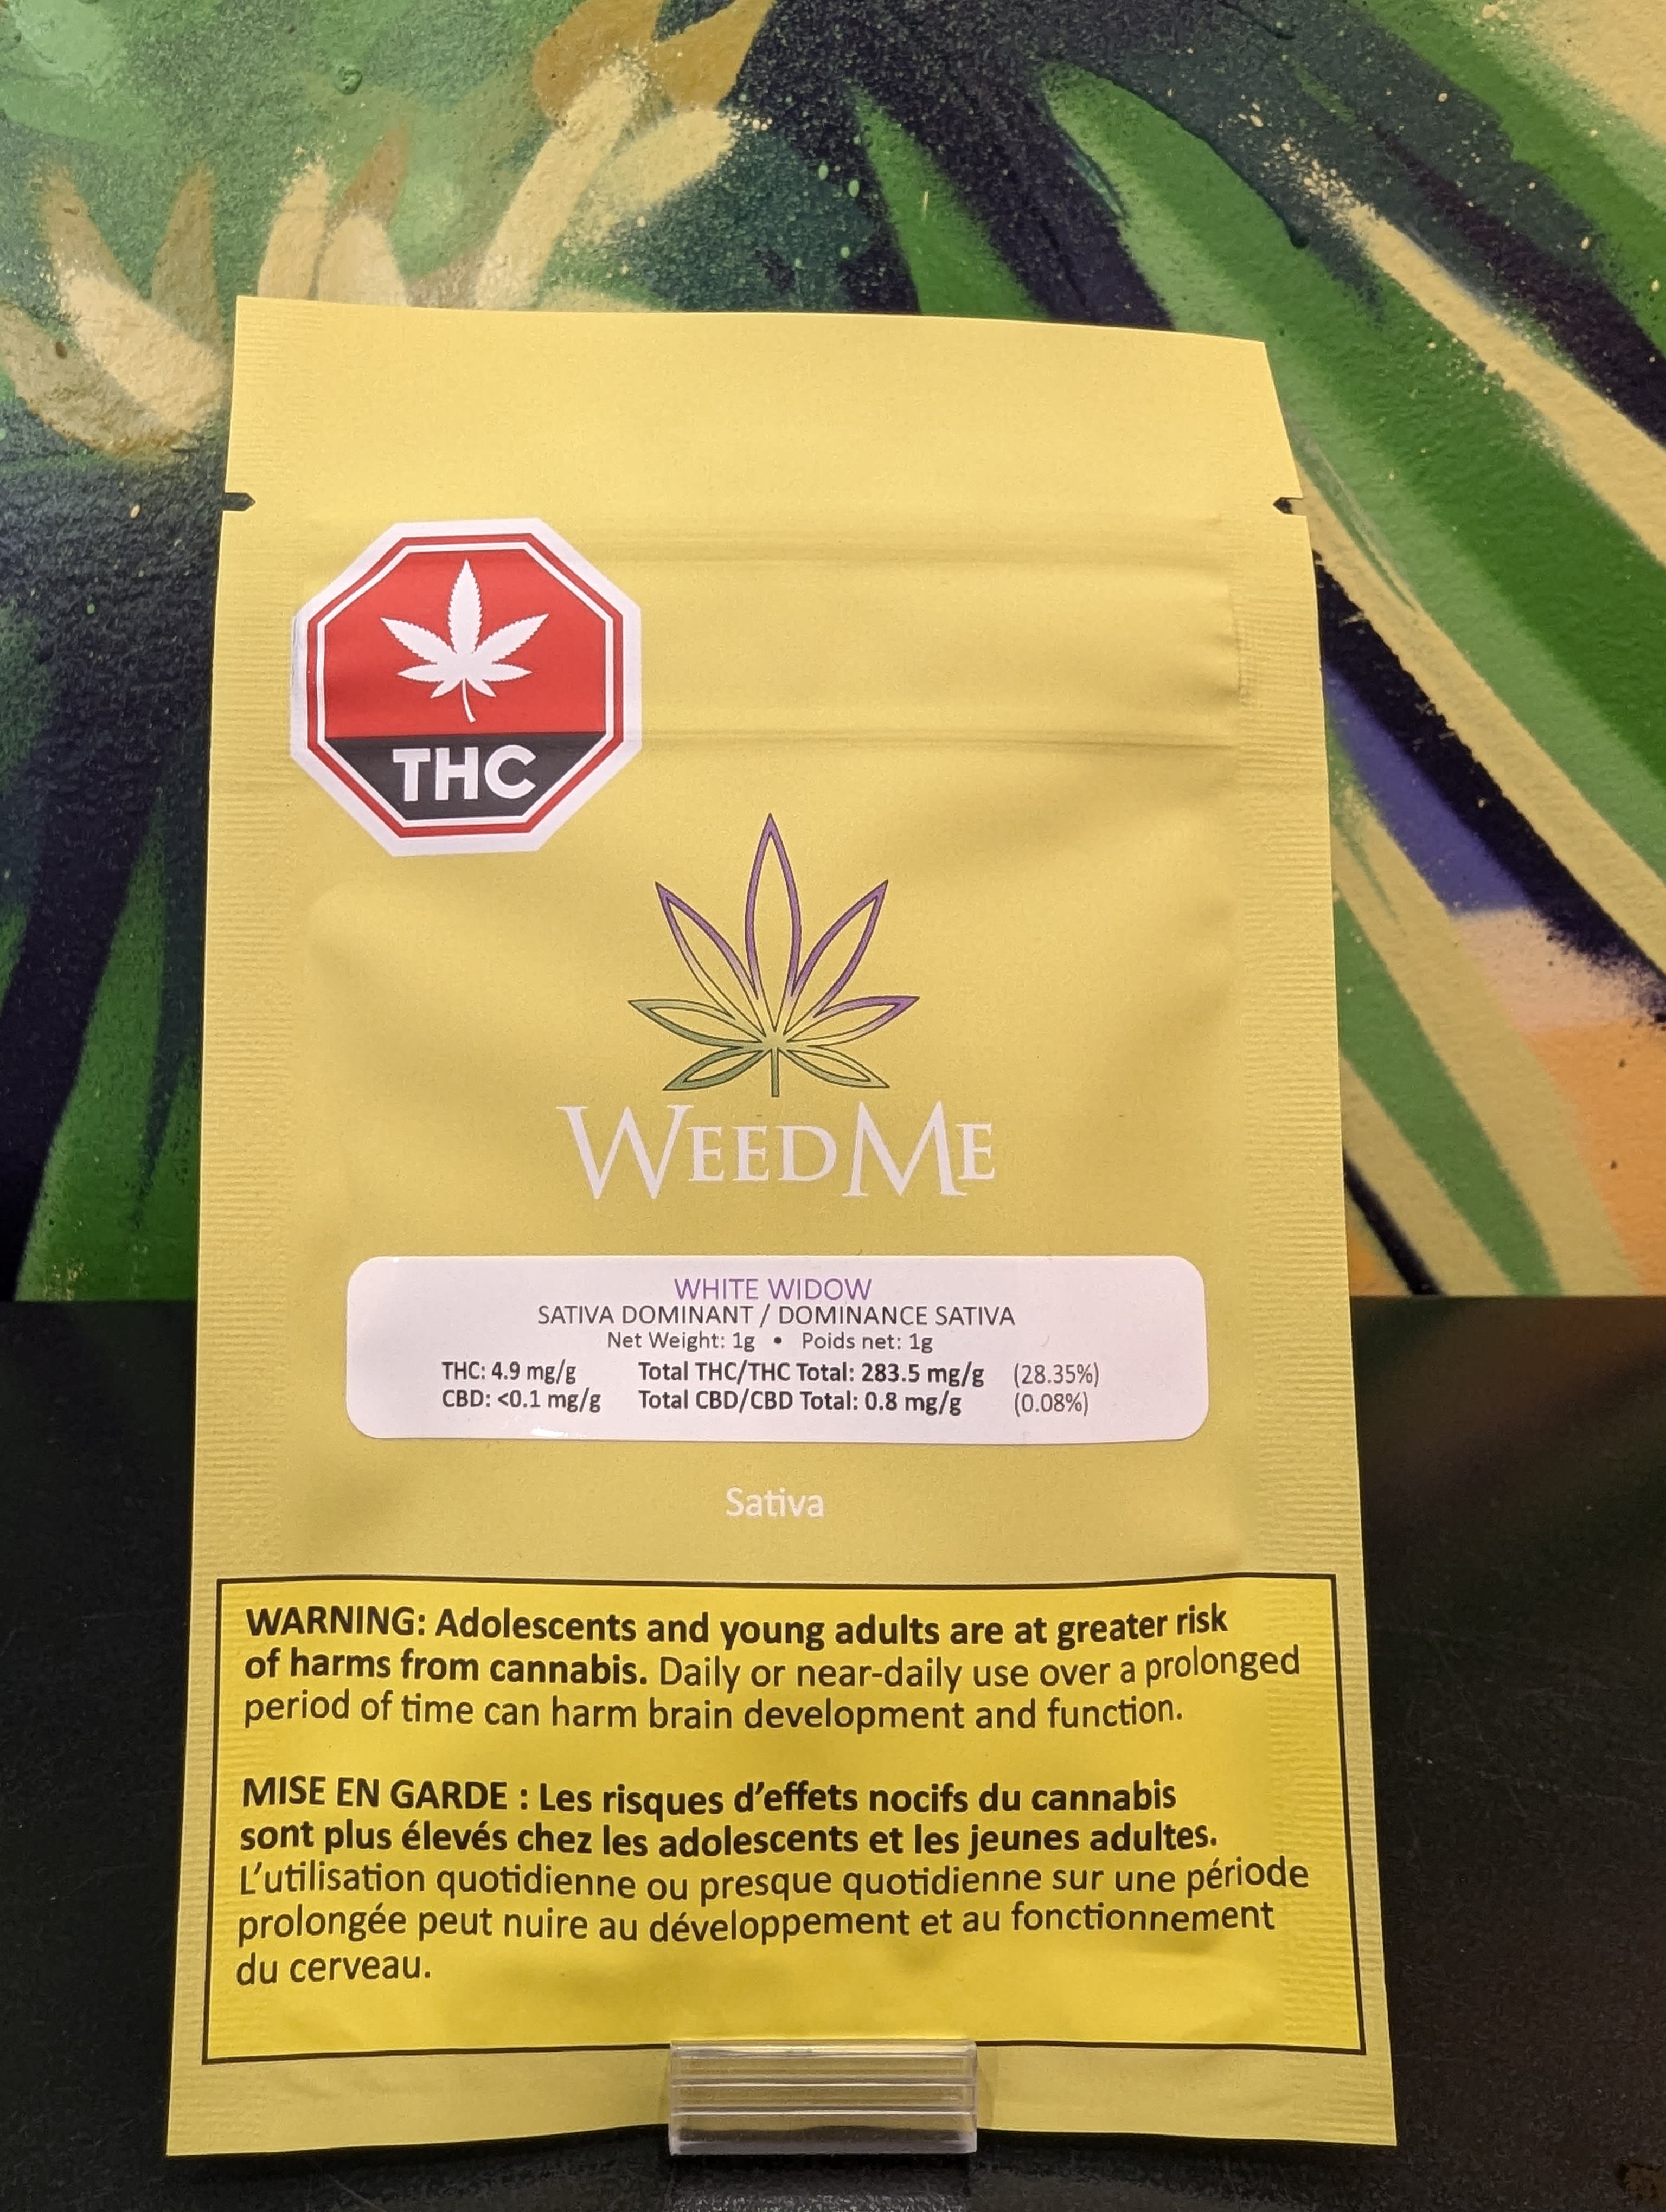 THC
WEEDME
WHITE WIDOW
SATIVA DOMINANT / DOMINANCE SATIVA
Net Weight: 1g • Poids net: 1g
THC: 4.9 mg/g Total THC/THC Total: 283.5 mg/g (28.35%)
CBD: <0.1 mg/g Total CBD/CBD Total: 0.8 mg/g (0.08%)
Sativa
WARNING: Adolescents and young adults are at greater risk
of harms from cannabis. Daily or near-daily use over a prolonged
period of time can harm brain development and function.
MISE EN GARDE : Les risques d’effets nocifs du cannabis
sont plus élevés chez les adolescents et les jeunes adultes.
L’utilisation quotidienne ou presque quotidienne sur une période
prolongée peut nuire au développement et au fonctionnement
du cerveau.